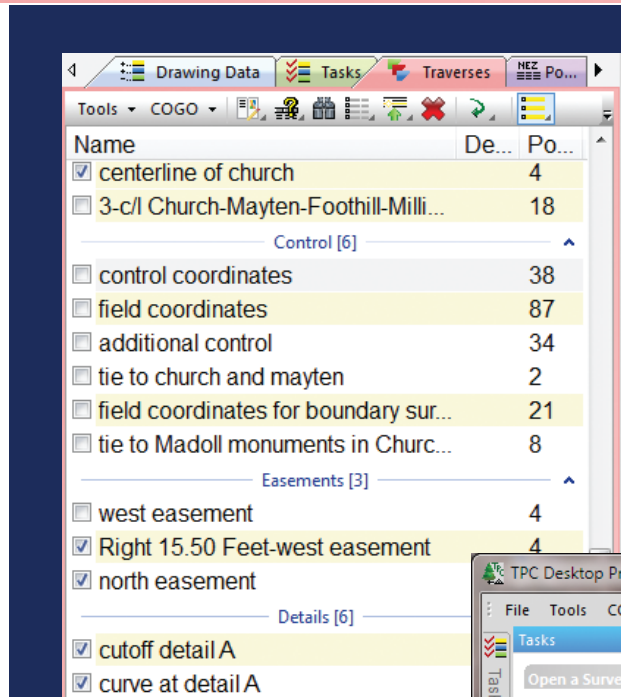 Drawing Data Tasks Traverses NEZ Po...
Tools COGO
Name De... Po...
centerline of church 4
3-c/l Church-Mayten-Foothill-Milli... 18
Control [6]
control coordinates 38
field coordinates 87
additional control 34
tie to church and mayten 2
field coordinates for boundary sur... 21
tie to Madoll monuments in Churc... 8
Easements [3]
west easement 4
Right 15.50 Feet-west easement 4
north easement
Details [6]
cutoff detail A
curve at detail A
TPC Desktop Pr
File Tools CO
Tasks
Tas
Open a Surve